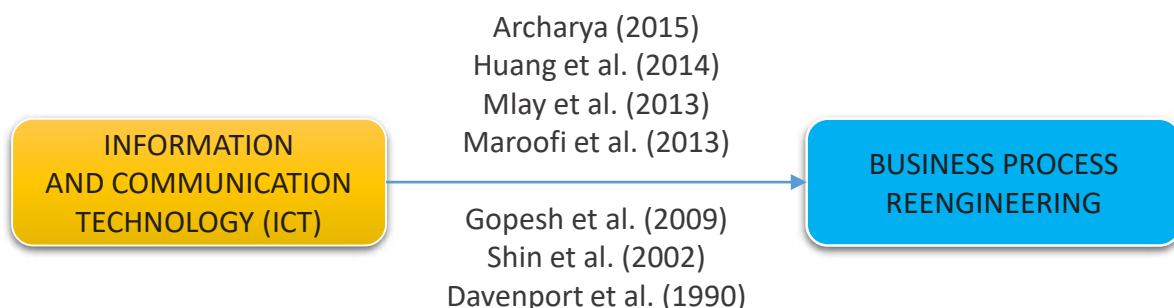 Archarya (2015)
Huang et al. (2014)
Mlay et al. (2013)
Maroofi et al. (2013)
INFORMATION
AND COMMUNICATION
TECHNOLOGY (ICT)
BUSINESS PROCESS
REENGINEERING
Gopesh et al. (2009)
Shin et al. (2002)
Davenport et al. (1990)